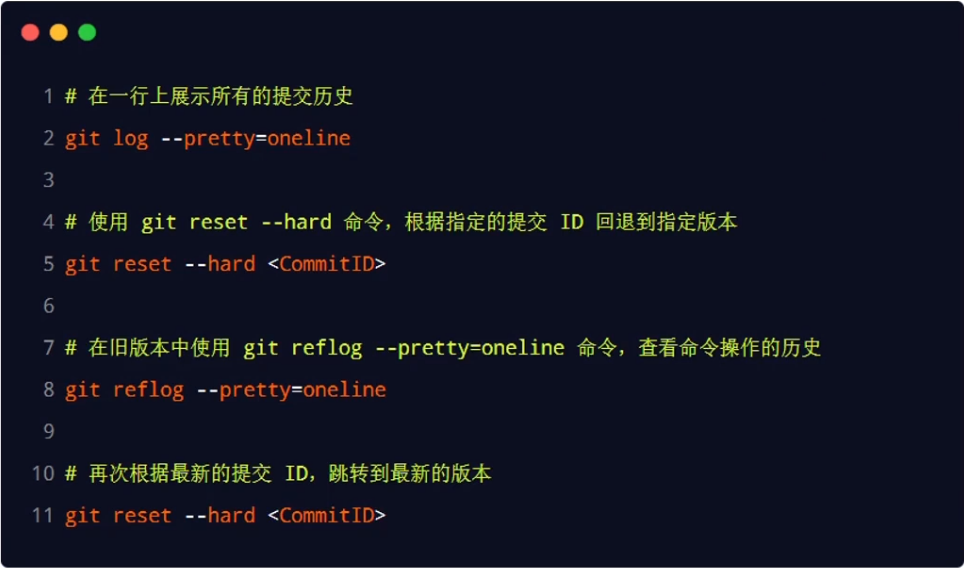 1 # 在一行上展示所有的提交历史
2 git log --pretty=oneline
3
4 # 使用 git reset --hard 命令，根据指定的提交 ID 回退到指定版本
5 git reset --hard <CommitID>
6
7 # 在旧版本中使用 git reflog --pretty=oneline 命令，查看命令操作的历史
8 git reflog --pretty=oneline
9
10 # 再次根据最新的提交 ID，跳转到最新的版本
11 git reset --hard <CommitID>